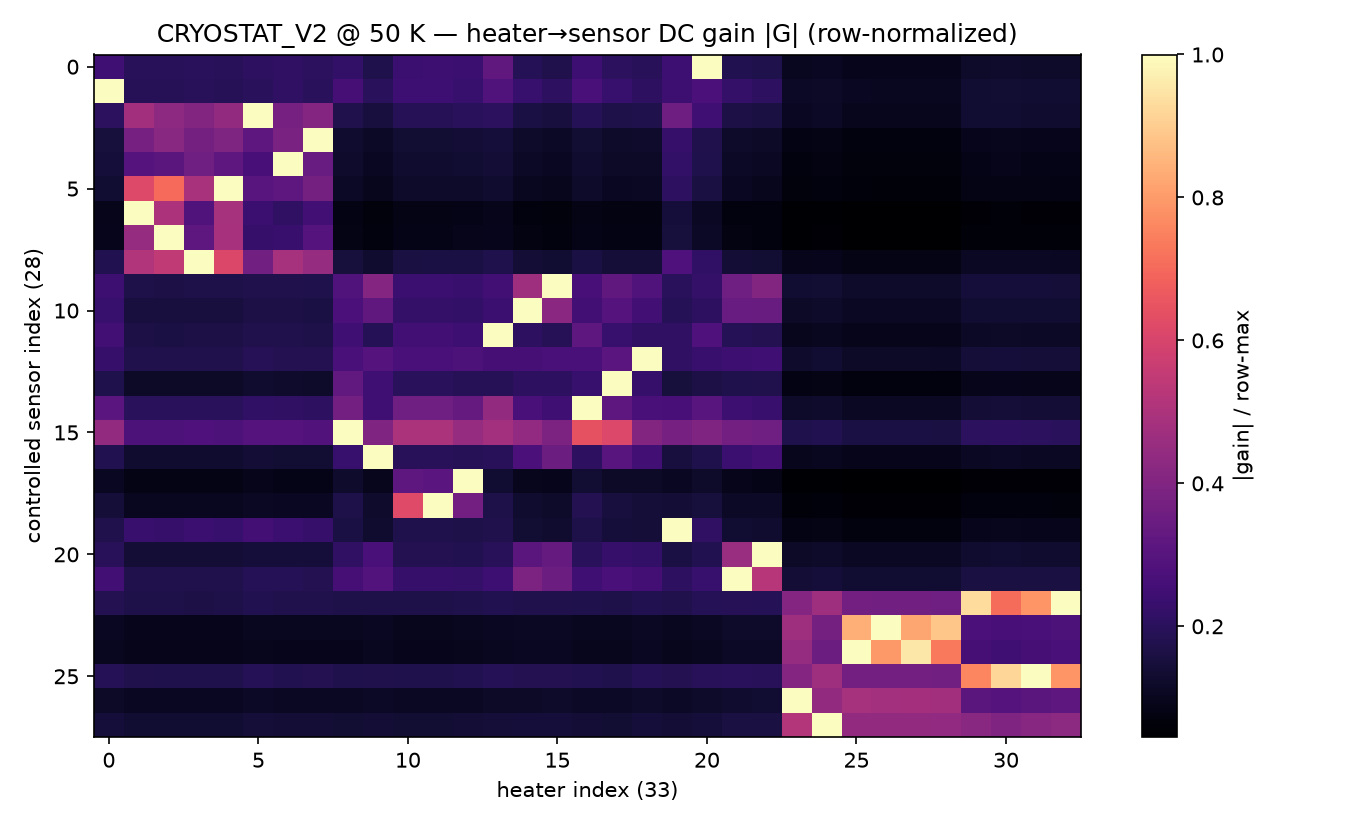 CRYOSTAT_V2 @ 50 K — heater→sensor DC gain |G| (row-normalized)
controlled sensor index (28)
0
5
10
15
20
25
0 5 10 15 20 25 30
heater index (33)
1.0
0.8
0.6
0.4
0.2
|gain| / row-max